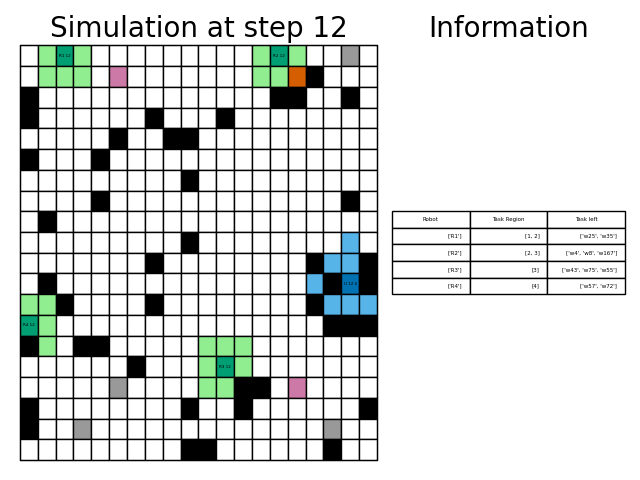 Simulation at step 12
Information
Robot Task Region Task left
['R1'] [1, 2] ['w25', 'w35']
['R2'] [2, 3] ['w4', 'w8', 'w167']
['R3'] [3] ['w43', 'w75', 'w55']
['R4'] [4] ['w57', 'w72']